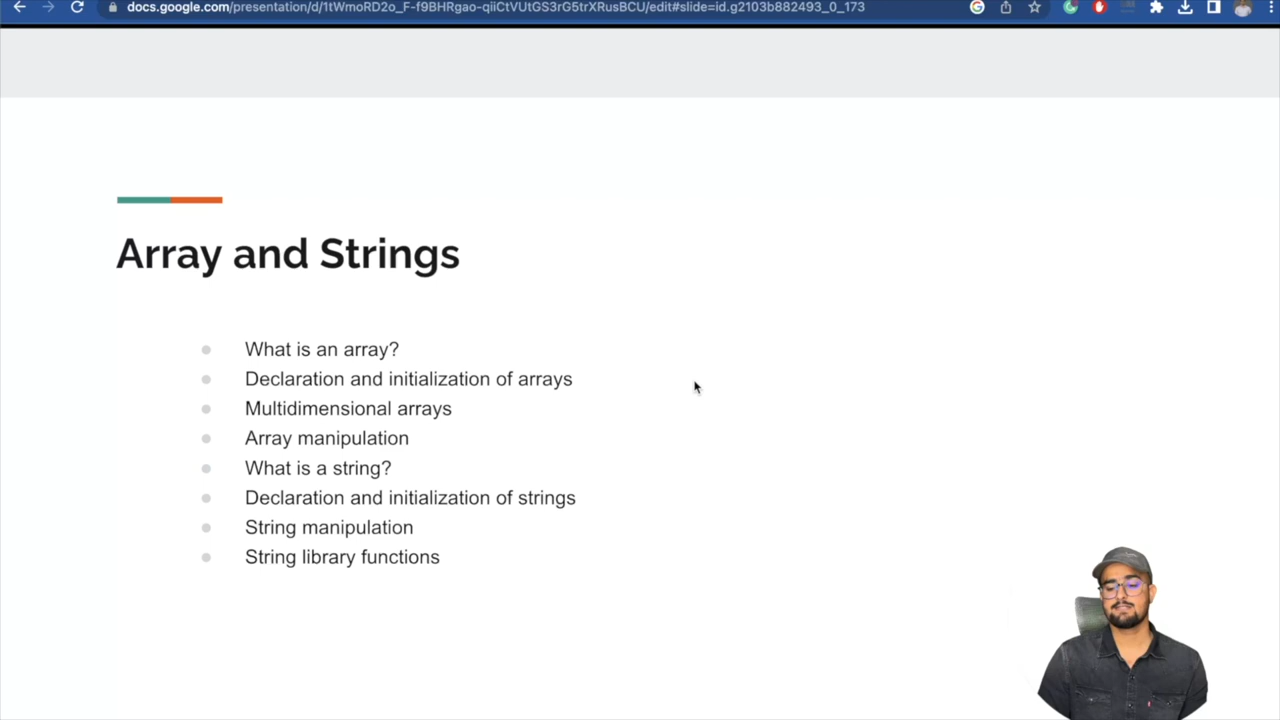 docs.google.com/presentation/d/1tWmoRD2o_F-f9BHRgao-qiiCtVUtGS3rG5trXRusBCU/edit#slide=id.g2103b882493_0_173
Array and Strings
What is an array?
Declaration and initialization of arrays
Multidimensional arrays
Array manipulation
What is a string?
Declaration and initialization of strings
String manipulation
String library functions